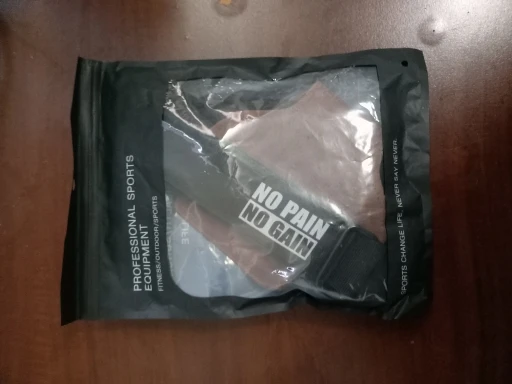 PROFESSIONAL SPORTS
EQUIPMENT
FITNESS/OUTDOOR/SPORTS
NO PAIN
NO GAIN
SPORTS CHANGE LIFE, NEVER SAY NEVER.